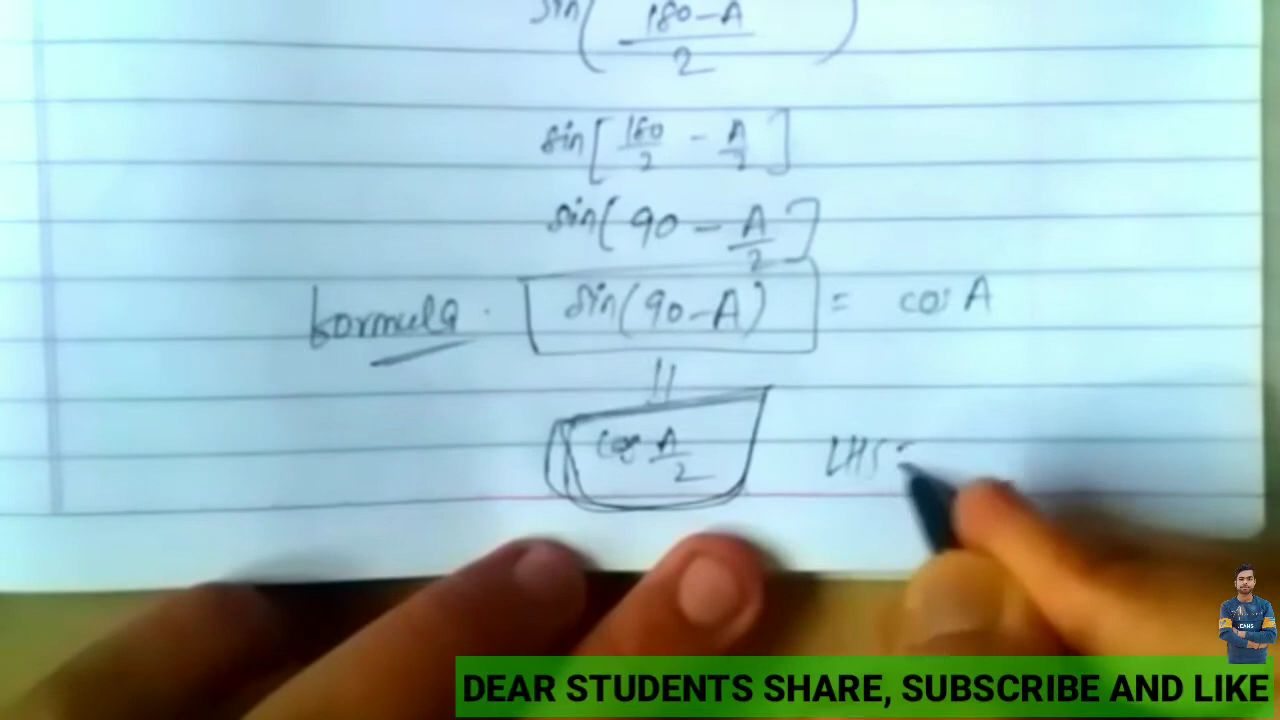 sin(180-A/2)
sin[180/2 - A/2]
sin(90 - A/2]
formula. sin(90-A) = cos A
||
cos A/2 LHS=
DEAR STUDENTS SHARE, SUBSCRIBE AND LIKE